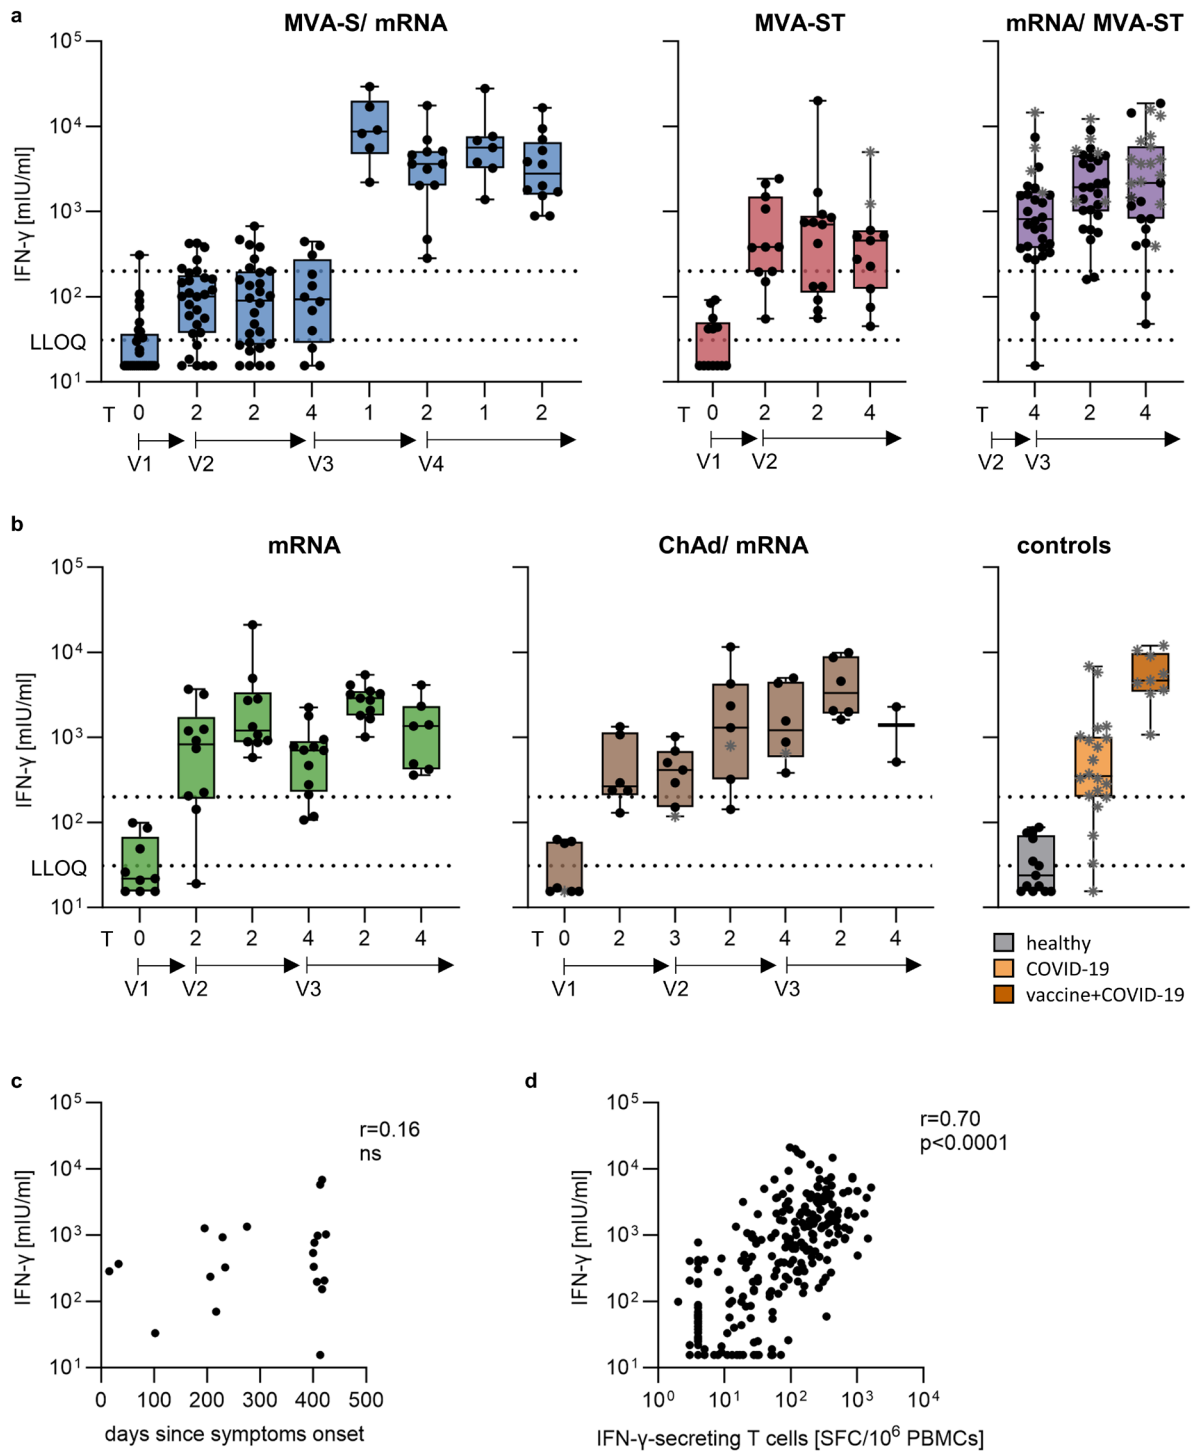 a
MVA-S/ mRNA
MVA-ST
mRNA/ MVA-ST
IFN-γ [mIU/ml]
10⁵
10⁴
10³
10²
LLOQ
10¹
T 0 2 2 4 1 2 1 2
V1 V2 V3 V4
0 2 2 4
V1 V2
T 4 2 4
V2 V3
b
mRNA
ChAd/ mRNA
controls
IFN-γ [mIU/ml]
10⁵
10⁴
10³
10²
LLOQ
10¹
T 0 2 2 4 2 4
V1 V2 V3
T 0 2 3 2 4 2 4
V1 V2 V3
healthy
COVID-19
vaccine+COVID-19
c
IFN-γ [mIU/ml]
10⁵
10⁴
10³
10²
10¹
r=0.16
ns
0 100 200 300 400 500
days since symptoms onset
d
IFN-γ [mIU/ml]
10⁵
10⁴
10³
10²
10¹
r=0.70
p<0.0001
10⁰ 10¹ 10² 10³ 10⁴
IFN-γ-secreting T cells [SFC/10⁶ PBMCs]